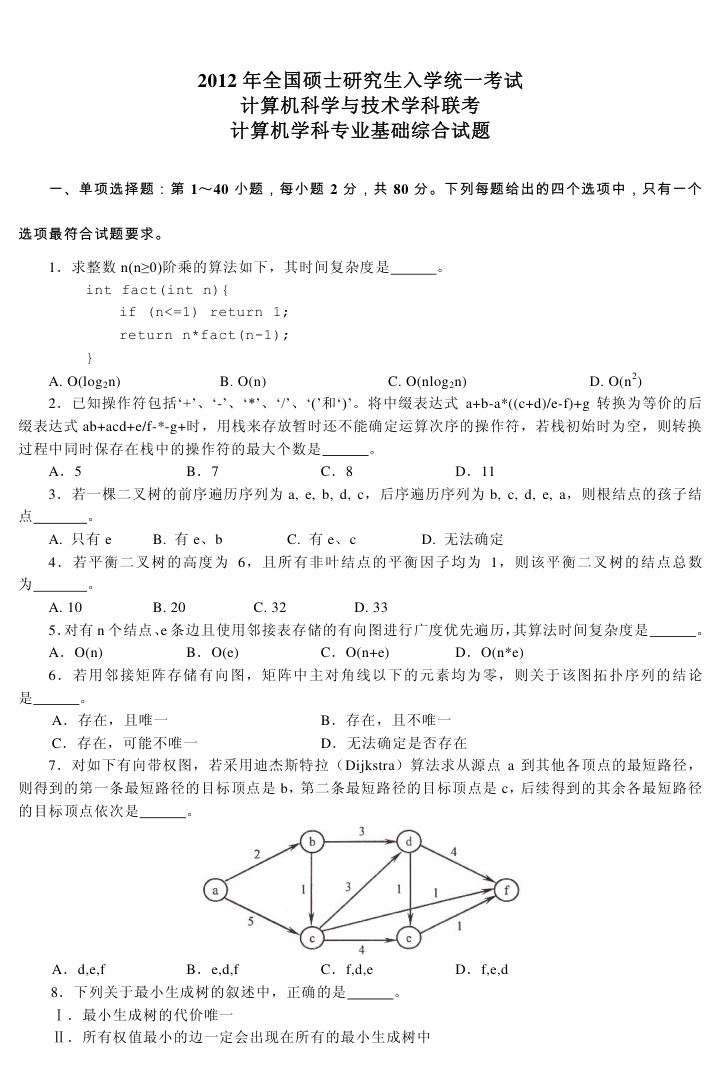 2012 年全国硕士研究生入学统一考试
计算机科学与技术学科联考
计算机学科专业基础综合试题
一、单项选择题：第 1～40 小题，每小题 2 分，共 80 分。下列每题给出的四个选项中，只有一个
选项最符合试题要求。
1．求整数 n(n≥0)阶乘的算法如下，其时间复杂度是______。
int fact(int n){
if (n<=1) return 1;
return n*fact(n-1);
}
A. O(log₂n) B. O(n) C. O(nlog₂n) D. O(n²)
2．已知操作符包括‘+’、‘-’、‘*’、‘/’、‘(’和‘)’。将中缀表达式 a+b-a*((c+d)/e-f)+g 转换为等价的后
缀表达式 ab+acd+e/f-*-g+时，用栈来存放暂时还不能确定运算次序的操作符，若栈初始时为空，则转换
过程中同时保存在栈中的操作符的最大个数是______。
A．5 B．7 C．8 D．11
3．若一棵二叉树的前序遍历序列为 a, e, b, d, c，后序遍历序列为 b, c, d, e, a，则根结点的孩子结
点_______。
A. 只有 e B. 有 e、b C. 有 e、c D. 无法确定
4．若平衡二叉树的高度为 6，且所有非叶结点的平衡因子均为 1，则该平衡二叉树的结点总数
为_______。
A. 10 B. 20 C. 32 D. 33
5．对有 n 个结点、e 条边且使用邻接表存储的有向图进行广度优先遍历，其算法时间复杂度是______。
A．O(n) B．O(e) C．O(n+e) D．O(n*e)
6．若用邻接矩阵存储有向图，矩阵中主对角线以下的元素均为零，则关于该图拓扑序列的结论
是______。
A．存在，且唯一 B．存在，且不唯一
C．存在，可能不唯一 D．无法确定是否存在
7．对如下有向带权图，若采用迪杰斯特拉（Dijkstra）算法求从源点 a 到其他各顶点的最短路径，
则得到的第一条最短路径的目标顶点是 b，第二条最短路径的目标顶点是 c，后续得到的其余各最短路径
的目标顶点依次是______。
b 3 d
2 4
a 1 3 1 1 f
5 1
c 4 e
A．d,e,f B．e,d,f C．f,d,e D．f,e,d
8．下列关于最小生成树的叙述中，正确的是______。
Ⅰ．最小生成树的代价唯一
Ⅱ．所有权值最小的边一定会出现在所有的最小生成树中